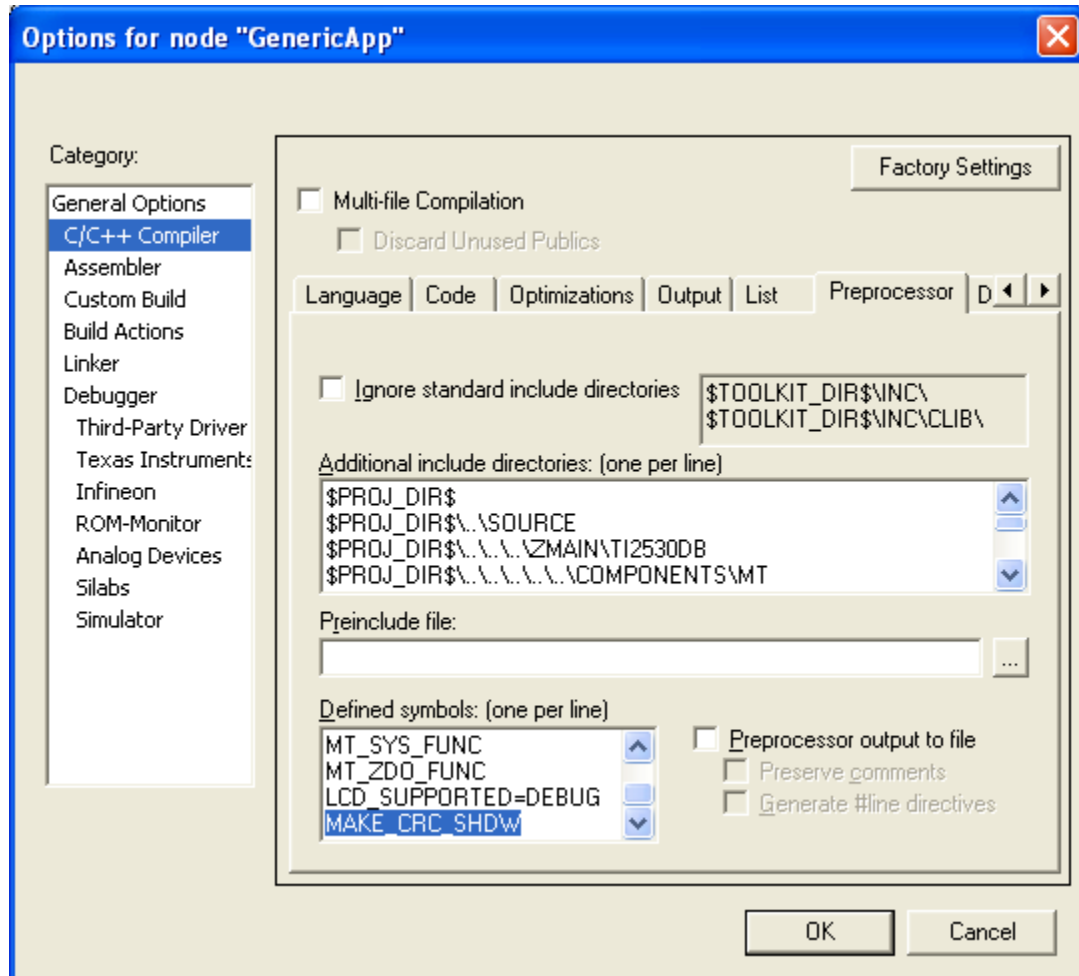 Options for node "GenericApp"
Category:
General Options
C/C++ Compiler
Assembler
Custom Build
Build Actions
Linker
Debugger
Third-Party Driver
Texas Instruments
Infineon
ROM-Monitor
Analog Devices
Silabs
Simulator
Factory Settings
Multi-file Compilation
Discard Unused Publics
Language
Code
Optimizations
Output
List
Preprocessor
D
Ignore standard include directories
$TOOLKIT_DIR$\INC\
$TOOLKIT_DIR$\INC\CLIB\
Additional include directories: (one per line)
$PROJ_DIR$
$PROJ_DIR$\..\SOURCE
$PROJ_DIR$\..\..\..\ZMAIN\TI2530DB
$PROJ_DIR$\..\..\..\..\..\COMPONENTS\MT
Preinclude file:
...
Defined symbols: (one per line)
MT_SYS_FUNC
MT_ZDO_FUNC
LCD_SUPPORTED=DEBUG
MAKE_CRC_SHDW
Preprocessor output to file
Preserve comments
Generate #line directives
OK
Cancel